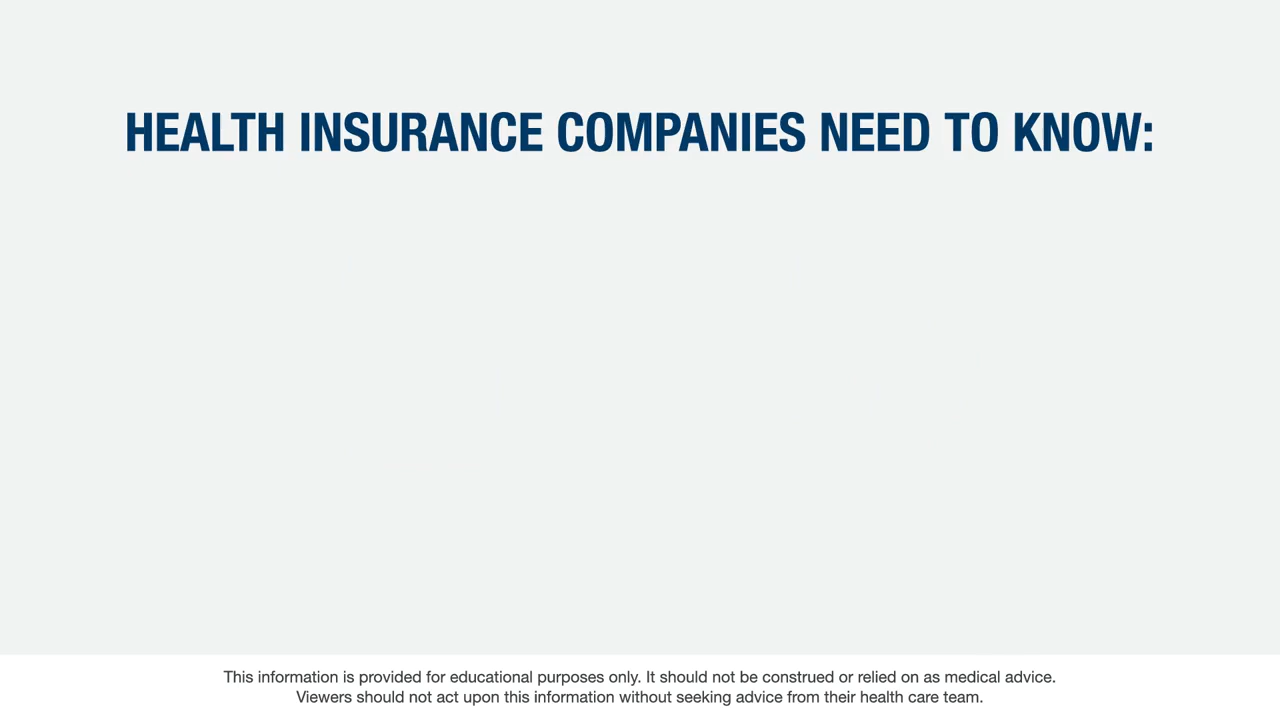 HEALTH INSURANCE COMPANIES NEED TO KNOW:
This information is provided for educational purposes only. It should not be construed or relied on as medical advice.
Viewers should not act upon this information without seeking advice from their health care team.